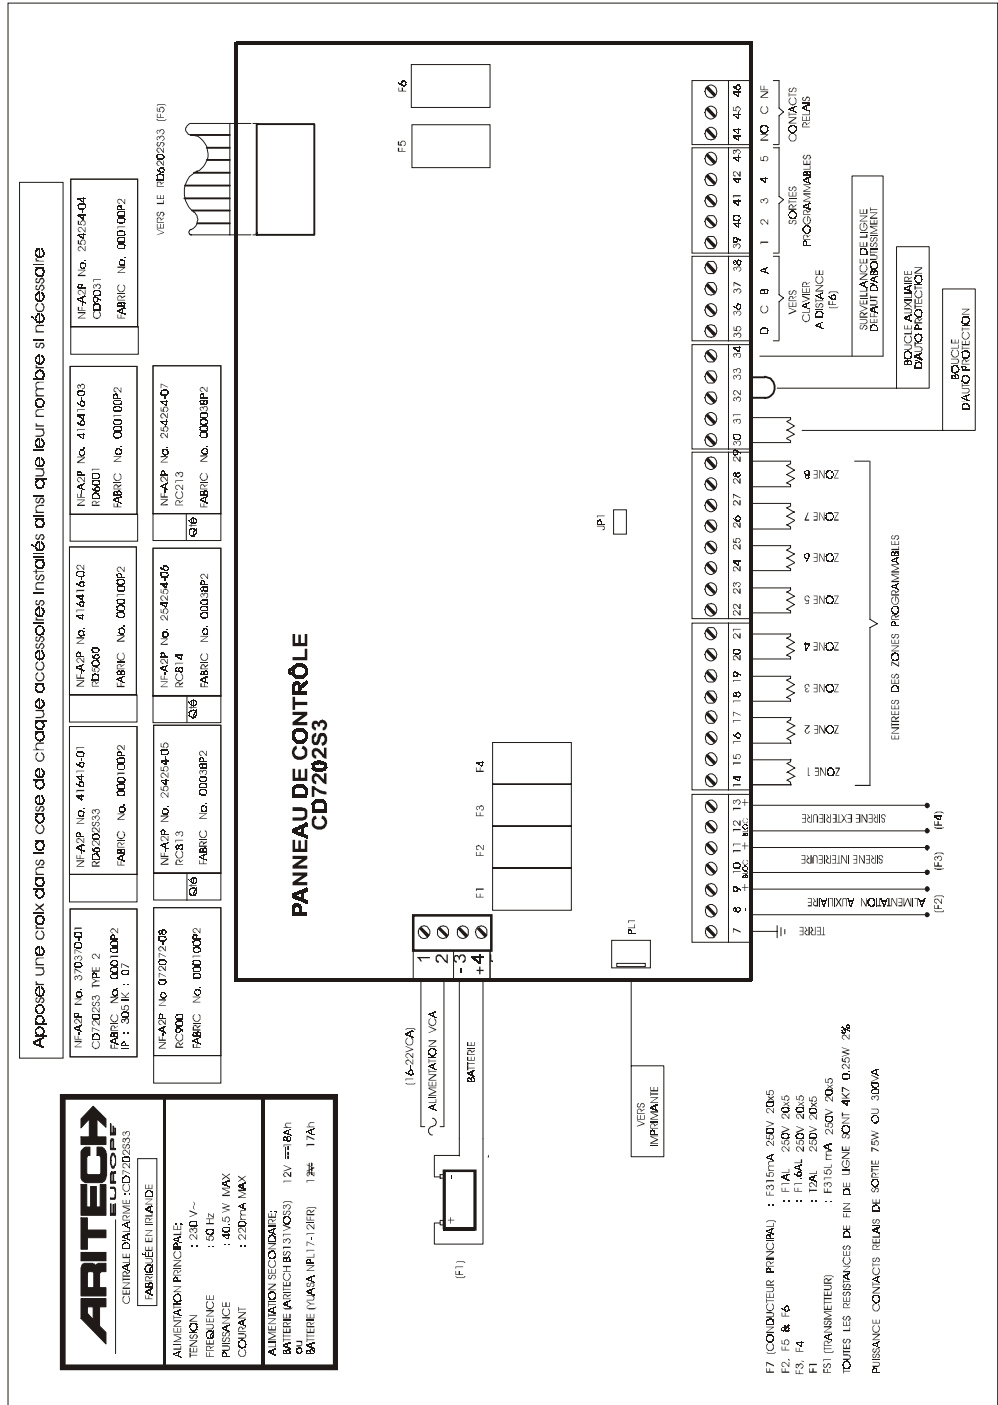 Apposer une croix dans la case de chaque accessoires Installés ainsi que leur nombre si nécessaire
NF-A2P No. 370370-01
CD7202S3 TYPE 2
FABRIC No. 000100P2
IP : 305 IK : 07
NF-A2P No. 416416-01
RD6202S33
FABRIC No. 000100P2
NF-A2P No. 416416-02
RD5060
FABRIC No. 000100P2
NF-A2P No. 416416-03
RD6001
FABRIC No. 000100P2
NF-A2P No. 254254-04
CD9031
FABRIC No. 000100P2
NF-A2P No 072072-08
RC900
FABRIC No. 000100P2
Qté
NF-A2P No. 254254-05
RC813
FABRIC No. 00038P2
Qté
NF-A2P No. 254254-06
RC814
FABRIC No. 00038P2
Qté
NF-A2P No. 254254-07
RC213
FABRIC No. 000038P2
ARITECH
EUROPE
CENTRALE D'ALARME :CD7202S33
FABRIQUÉE EN IRLANDE
ALIMENTATION PRINCIPALE;
TENSION : 230 V~
FREQUENCE : 50 Hz
PUISSANCE : 40.5 W MAX
COURANT : 220mA MAX
ALIMENTATION SECONDAIRE;
BATTERIE (ARITECH BS131VOS3) 12V 18Ah
OU
BATTERIE (YUASA NPL17-12IFR) 17Ah
VERS LE RD6202S33 (F5)
F5
F6
PANNEAU DE CONTRÔLE
CD7202S3
F1
F2
F3
F4
JP1
PL1
1
2
- 3
+4
(16-22VCA)
ALIMENTATION VCA
BATTERIE
+ -
(F1)
VERS
IMPRIMANTE
7 8 9 10 11 12 13 14 15 16 17 18 19 20 21 22 23 24 25 26 27 28 29 30 31 32 33 34 35 36 37 38 39 40 41 42 43 44 45 46
- + BLOC + BLOC +
D C B A
1 2 3 4 5
NO C NF
TERRE
ALIMENTATION AUXILIAIRE
(F2)
SIRENE INTERIEURE
(F3)
SIRENE EXTERIEURE
(F4)
ZONE 1
ZONE 2
ZONE 3
ZONE 4
ZONE 5
ZONE 6
ZONE 7
ZONE 8
ENTREES DES ZONES PROGRAMMABLES
BOUCLE
D'AUTO PROTECTION
BOUCLE AUXILIAIRE
D'AUTO PROTECTION
SURVEILLANCE DE LIGNE
DEFAUT D'ABOUTISSIMENT
VERS
CLAVIER
A DISTANCE
(F6)
SORTIES
PROGRAMMABLES
CONTACTS
RELAIS
F7 (CONDUCTEUR PRINCIPAL) : F315mA 250V 20x5
F2, F5 & F6 : F1AL 250V 20x5
F3, F4 : F1.6AL 250V 20x5
F1 : T2AL 250V 20x5
FS1 (TRANSMETTEUR) : F315L mA 250V 20x5
TOUTES LES RESISTANCES DE FIN DE LIGNE SONT 4K7 0.25W 2%
PUISSANCE CONTACTS RELAIS DE SORTIE 75W OU 300VA